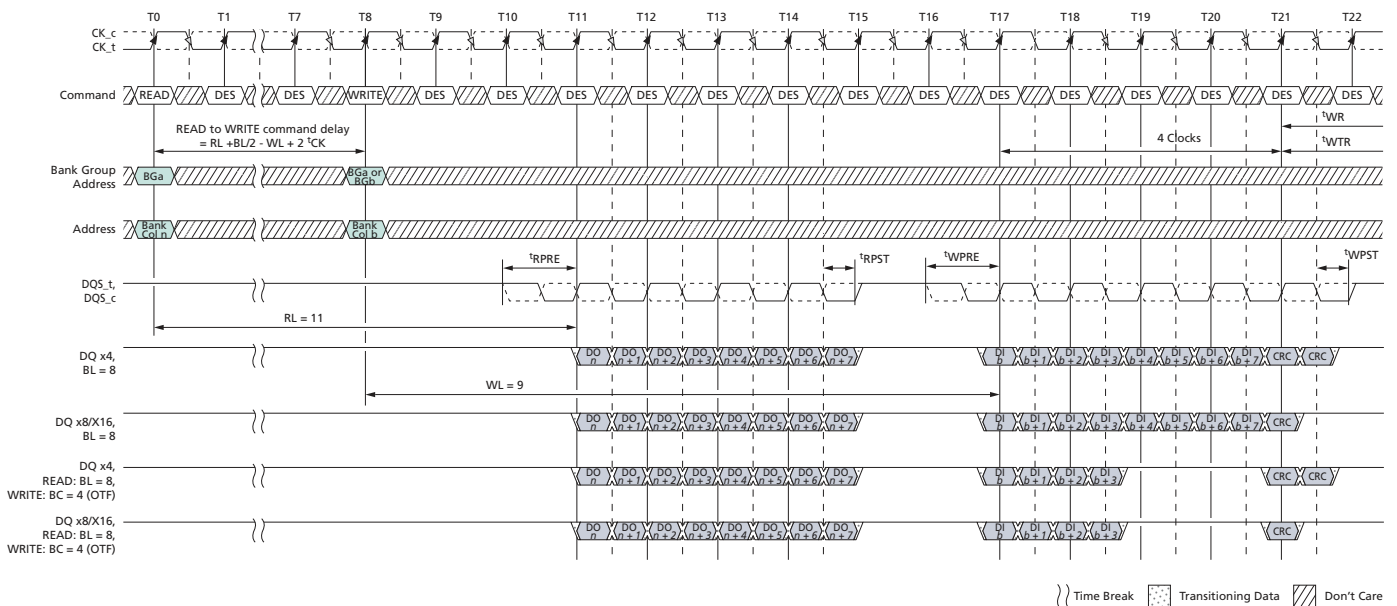 T0 T1 T7 T8 T9 T10 T11 T12 T13 T14 T15 T16 T17 T18 T19 T20 T21 T22
CK_c
CK_t
Command READ DES DES WRITE DES DES DES DES DES DES DES DES DES DES DES DES DES DES
READ to WRITE command delay
= RL +BL/2 - WL + 2 tCK
4 Clocks
tWR
tWTR
Bank Group
Address
BGa
BGa or
BGb
Address
Bank
Col n
Bank
Col b
tRPRE tRPST tWPRE tWPST
DQS_t,
DQS_c
RL = 11
DQ x4,
BL = 8
DO n DO n + 1 DO n + 2 DO n + 3 DO n + 4 DO n + 5 DO n + 6 DO n + 7 DI b DI b + 1 DI b + 2 DI b + 3 DI b + 4 DI b + 5 DI b + 6 DI b + 7 CRC CRC
WL = 9
DQ x8/X16,
BL = 8
DO n DO n + 1 DO n + 2 DO n + 3 DO n + 4 DO n + 5 DO n + 6 DO n + 7 DI b DI b + 1 DI b + 2 DI b + 3 DI b + 4 DI b + 5 DI b + 6 DI b + 7 CRC
DQ x4,
READ: BL = 8,
WRITE: BC = 4 (OTF)
DO n DO n + 1 DO n + 2 DO n + 3 DO n + 4 DO n + 5 DO n + 6 DO n + 7 DI b DI b + 1 DI b + 2 DI b + 3 CRC CRC
DQ x8/X16,
READ: BL = 8,
WRITE: BC = 4 (OTF)
DO n DO n + 1 DO n + 2 DO n + 3 DO n + 4 DO n + 5 DO n + 6 DO n + 7 DI b DI b + 1 DI b + 2 DI b + 3 CRC
Time Break Transitioning Data Don't Care